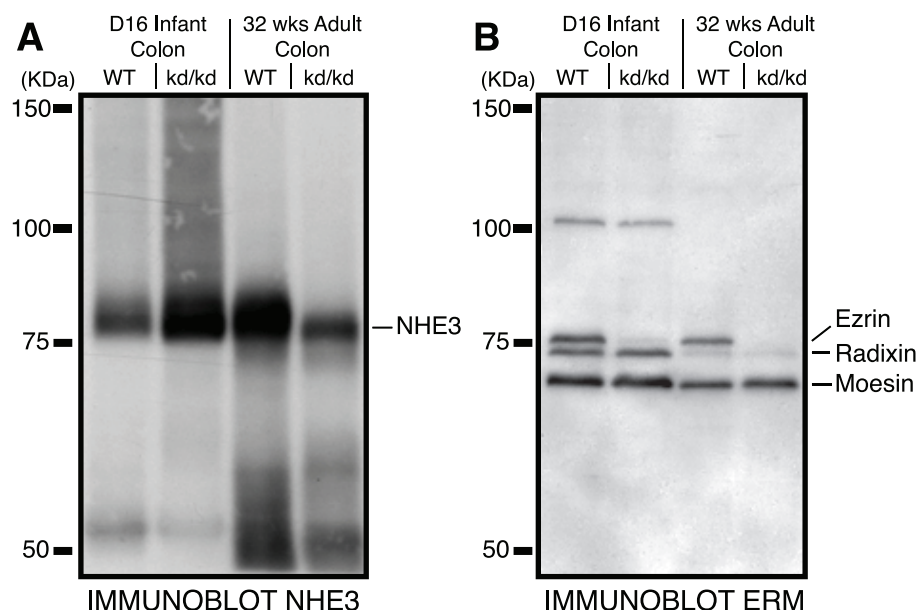 A
D16 Infant
Colon
32 wks Adult
Colon
(KDa)
WT
kd/kd
WT
kd/kd
150
100
75
50
NHE3
IMMUNOBLOT NHE3
B
D16 Infant
Colon
32 wks Adult
Colon
(KDa)
WT
kd/kd
WT
kd/kd
150
100
75
50
Ezrin
Radixin
Moesin
IMMUNOBLOT ERM